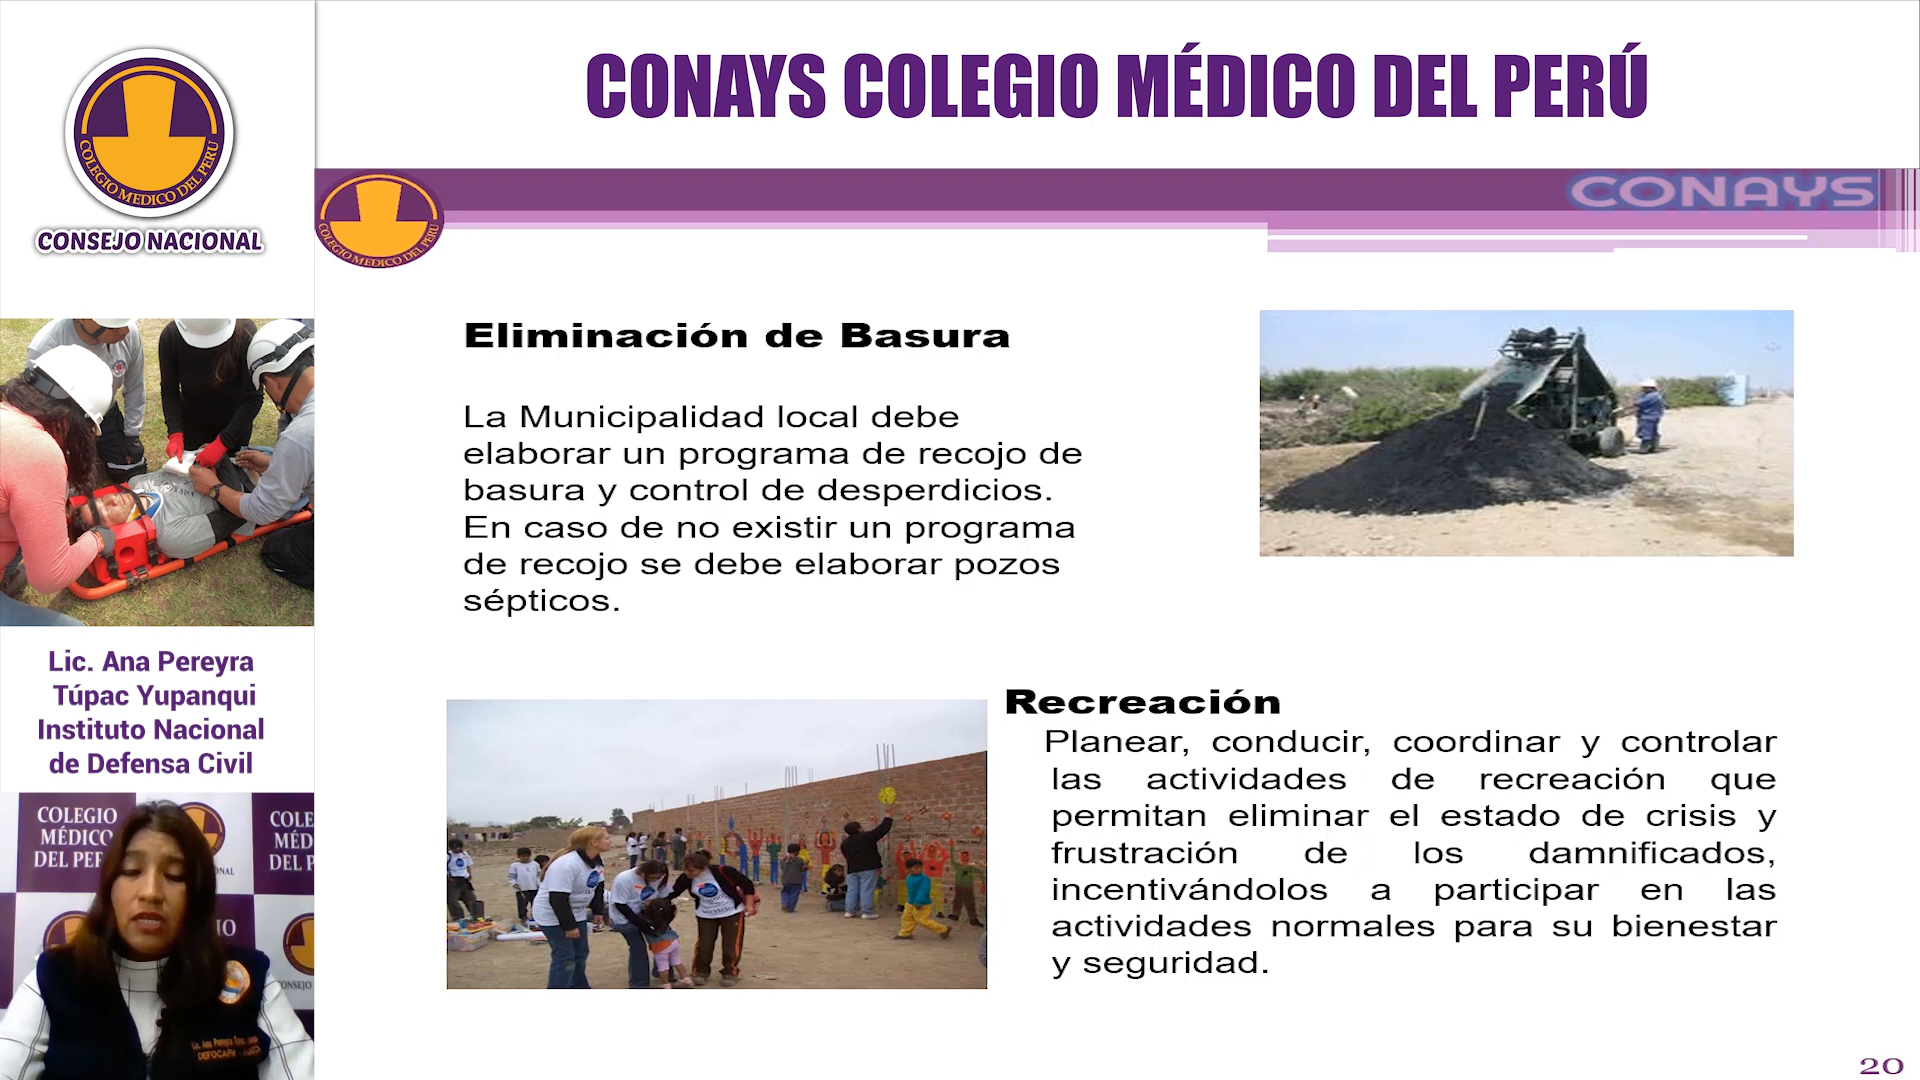 CONAYS COLEGIO MÉDICO DEL PERÚ
COLEGIO MEDICO DEL PERU
CONSEJO NACIONAL
COLEGIO MEDICO DEL PERU
CONAYS
Eliminación de Basura
La Municipalidad local debe
elaborar un programa de recojo de
basura y control de desperdicios.
En caso de no existir un programa
de recojo se debe elaborar pozos
sépticos.
Recreación
Planear, conducir, coordinar y controlar
las actividades de recreación que
permitan eliminar el estado de crisis y
frustración de los damnificados,
incentivándolos a participar en las
actividades normales para su bienestar
y seguridad.
Lic. Ana Pereyra
Túpac Yupanqui
Instituto Nacional
de Defensa Civil
COLEGIO
MÉDICO
DEL PER
COLE
MÉD
DEL P
20